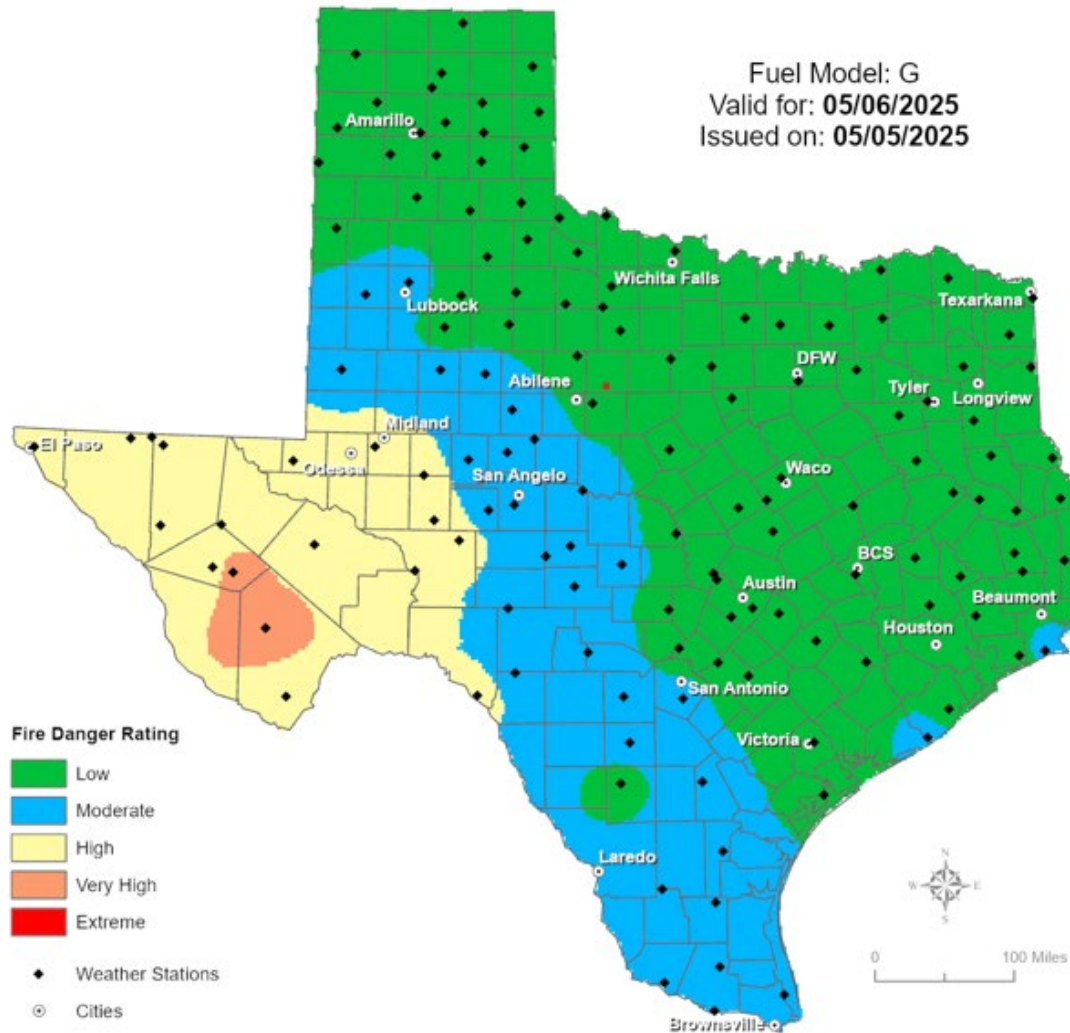 Fuel Model: G
Valid for: 05/06/2025
Issued on: 05/05/2025
Amarillo
Wichita Falls
Lubbock
Texarkana
DFW
Abilene
Tyler
Longview
Midland
El Paso
Odessa
San Angelo
Waco
BCS
Austin
Beaumont
Houston
San Antonio
Victoria
Laredo
Brownsville
Fire Danger Rating
Low
Moderate
High
Very High
Extreme
Weather Stations
Cities
N
W E
S
0 100 Miles